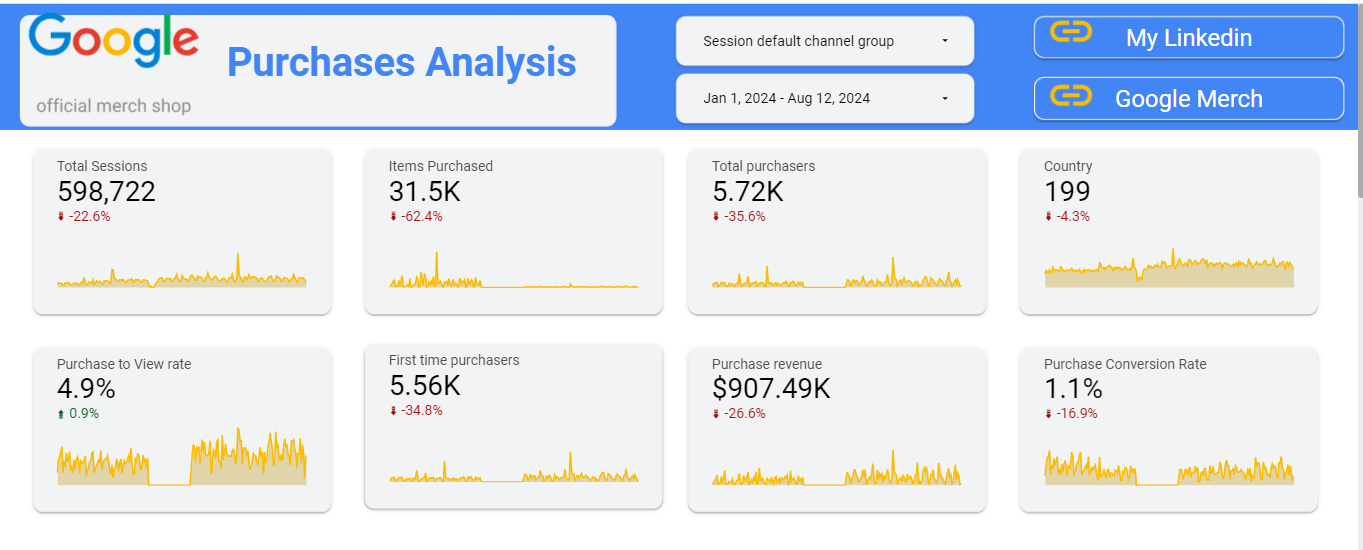 Google
Purchases Analysis
official merch shop
Session default channel group
Jan 1, 2024 - Aug 12, 2024
My Linkedin
Google Merch
Total Sessions
598,722
-22.6%
Items Purchased
31.5K
-62.4%
Total purchasers
5.72K
-35.6%
Country
199
-4.3%
Purchase to View rate
4.9%
0.9%
First time purchasers
5.56K
-34.8%
Purchase revenue
$907.49K
-26.6%
Purchase Conversion Rate
1.1%
-16.9%